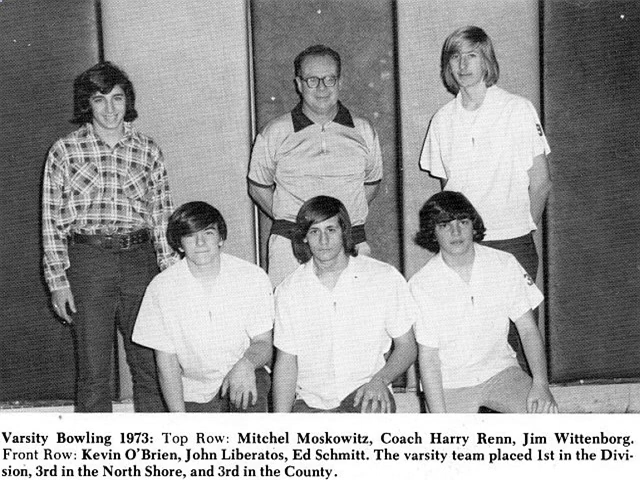 Varsity Bowling 1973: Top Row: Mitchel Moskowitz, Coach Harry Renn, Jim Wittenborg.
Front Row: Kevin O'Brien, John Liberatos, Ed Schmitt. The varsity team placed 1st in the Divi-
sion, 3rd in the North Shore, and 3rd in the County.